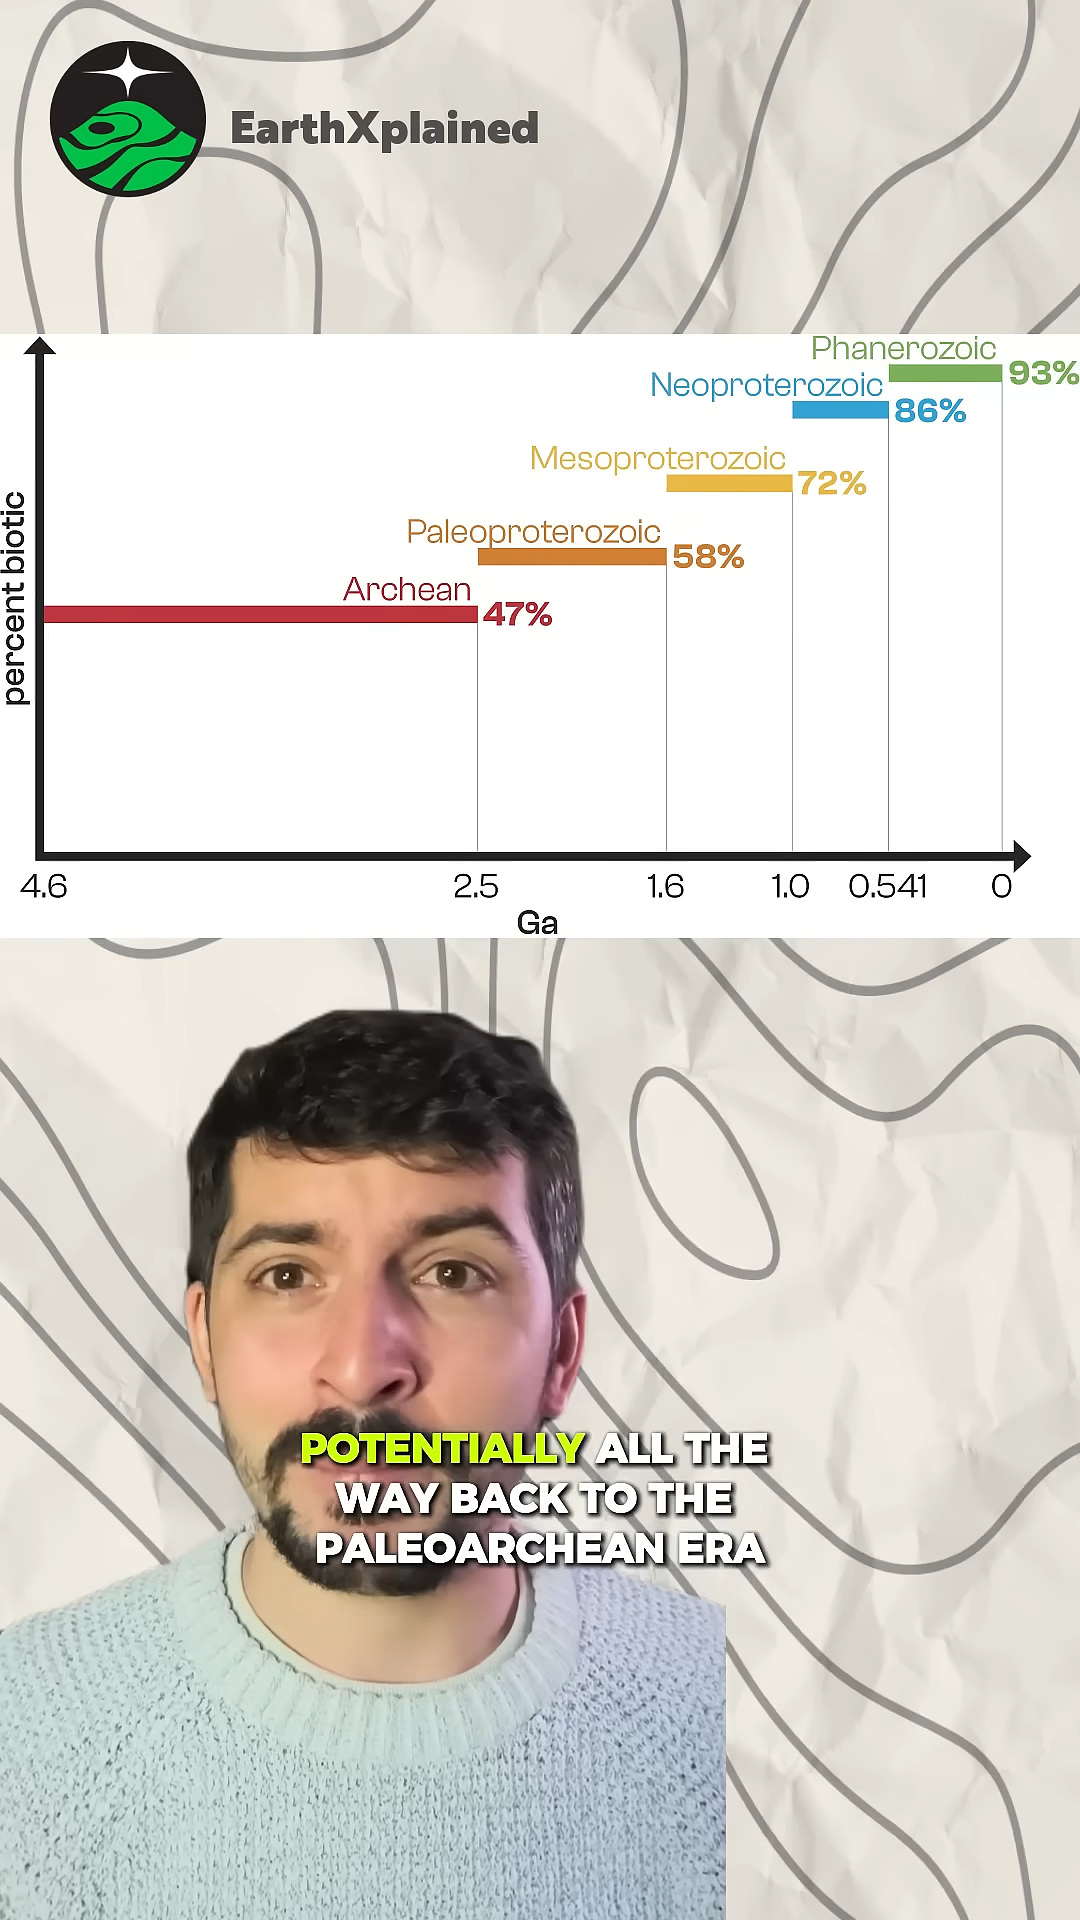 EarthXplained
Phanerozoic
93%
Neoproterozoic
86%
Mesoproterozoic
72%
Paleoproterozoic
58%
Archean
47%
percent biotic
4.6 2.5 1.6 1.0 0.541 0
Ga
POTENTIALLY ALL THE
WAY BACK TO THE
PALEOARCHEAN ERA